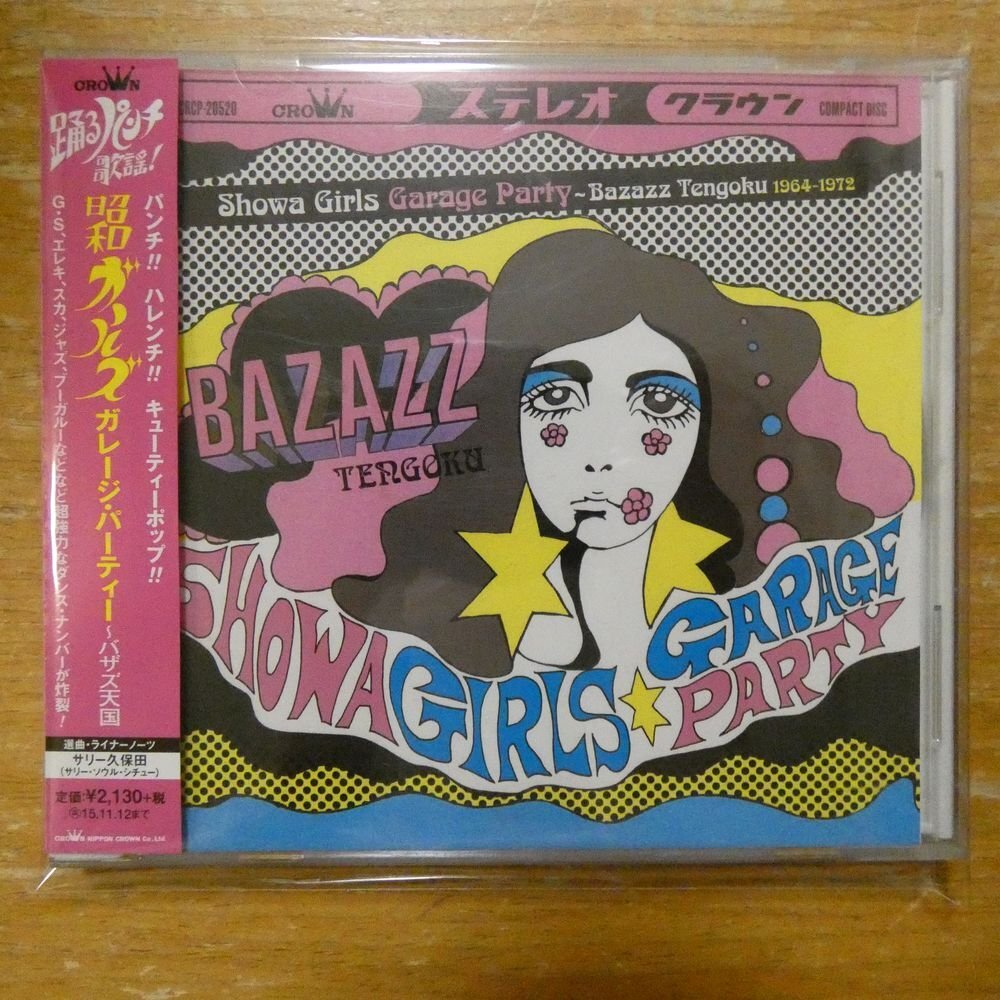 CROWN
踊るパンチ
歌謡!
パンチ!! ハレンチ!! キューティーポップ!!
昭和ガールズ ガレージ・パーティー ～バザズ天国
G・S、エレキ、スカ、ジャズ、ブーガルーなどなど超強力なダンス・ナンバーが炸裂!
選曲・ライナーノーツ
サリー久保田
(サリー・ソウル・シチュー)
定価:¥2,130+税
15.11.12まで
CROWN NIPPON CROWN Co., Ltd.
CRCP-20520 CROWN ステレオ クラウン COMPACT DISC
Showa Girls Garage Party ~ Bazazz Tengoku 1964-1972
BAZAZZ
TENGOKU
SHOWA GIRLS GARAGE
PARTY